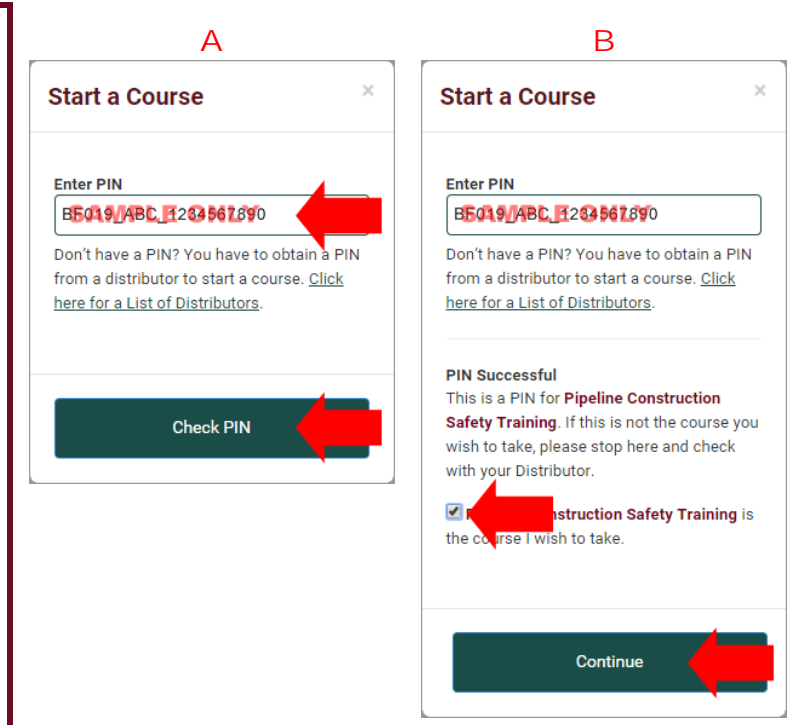 A
Start a Course ×
Enter PIN
BF019_ABC_1234567890
SAMPLE ONLY
Don't have a PIN? You have to obtain a PIN
from a distributor to start a course. Click
here for a List of Distributors.
Check PIN
B
Start a Course ×
Enter PIN
BF019_ABC_1234567890
SAMPLE ONLY
Don't have a PIN? You have to obtain a PIN
from a distributor to start a course. Click
here for a List of Distributors.
PIN Successful
This is a PIN for Pipeline Construction
Safety Training. If this is not the course you
wish to take, please stop here and check
with your Distributor.
nstruction Safety Training is
the course I wish to take.
Continue